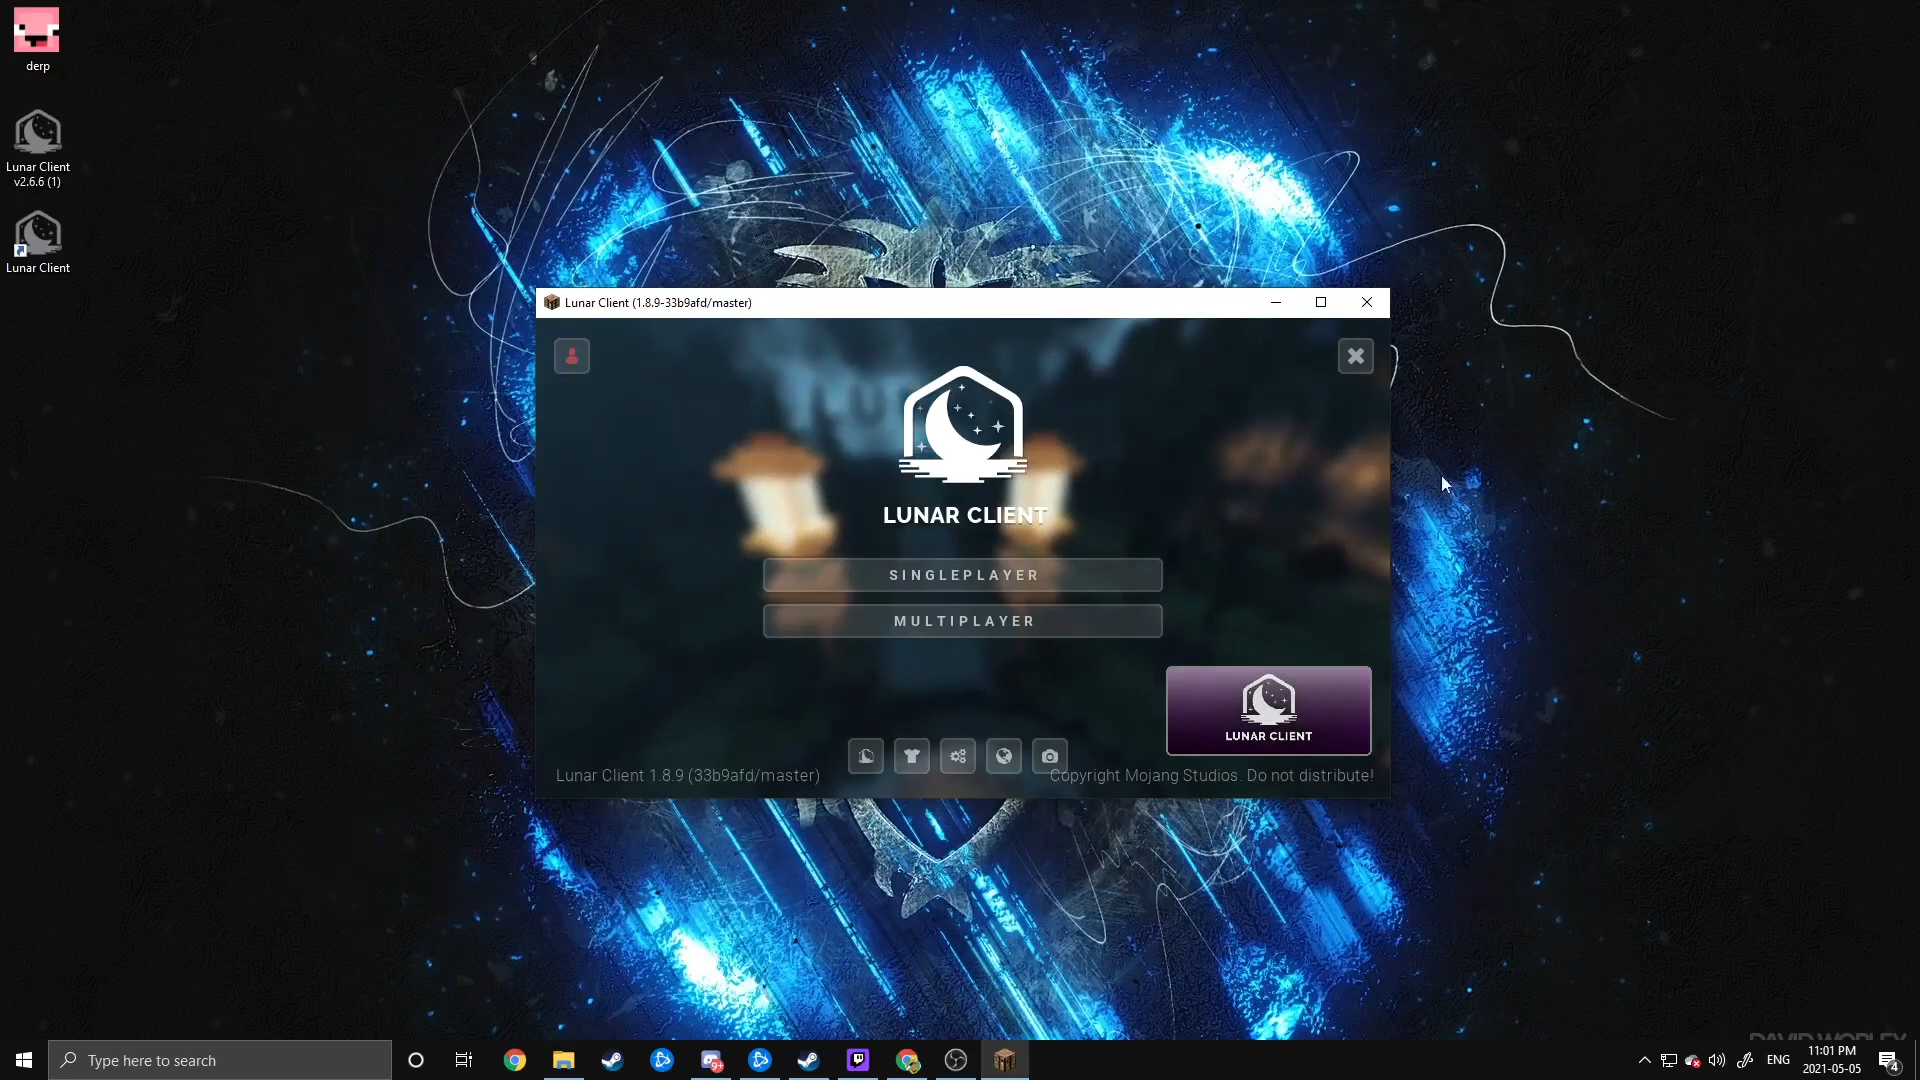 derp
Lunar Client
v2.6.6 (1)
Lunar Client
Lunar Client (1.8.9-33b9afd/master)
LUNAR CLIENT
SINGLEPLAYER
MULTIPLAYER
LUNAR CLIENT
Lunar Client 1.8.9 (33b9afd/master)
Copyright Mojang Studios. Do not distribute!
Type here to search
9+
ENG
11:01 PM
2021-05-05
4